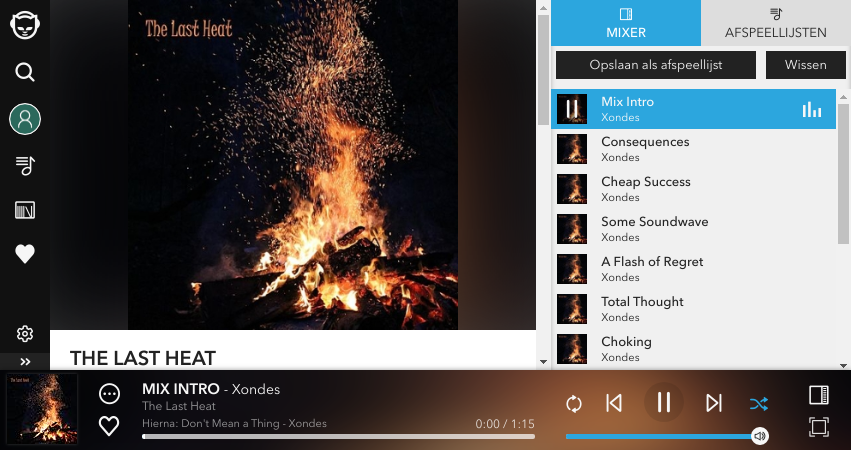 The Last Heat
THE LAST HEAT
MIXER
AFSPEELLIJSTEN
Opslaan als afspeellijst
Wissen
Mix Intro
Xondes
Consequences
Xondes
Cheap Success
Xondes
Some Soundwave
Xondes
A Flash of Regret
Xondes
Total Thought
Xondes
Choking
Xondes
MIX INTRO - Xondes
The Last Heat
Hierna: Don't Mean a Thing - Xondes
0:00 / 1:15